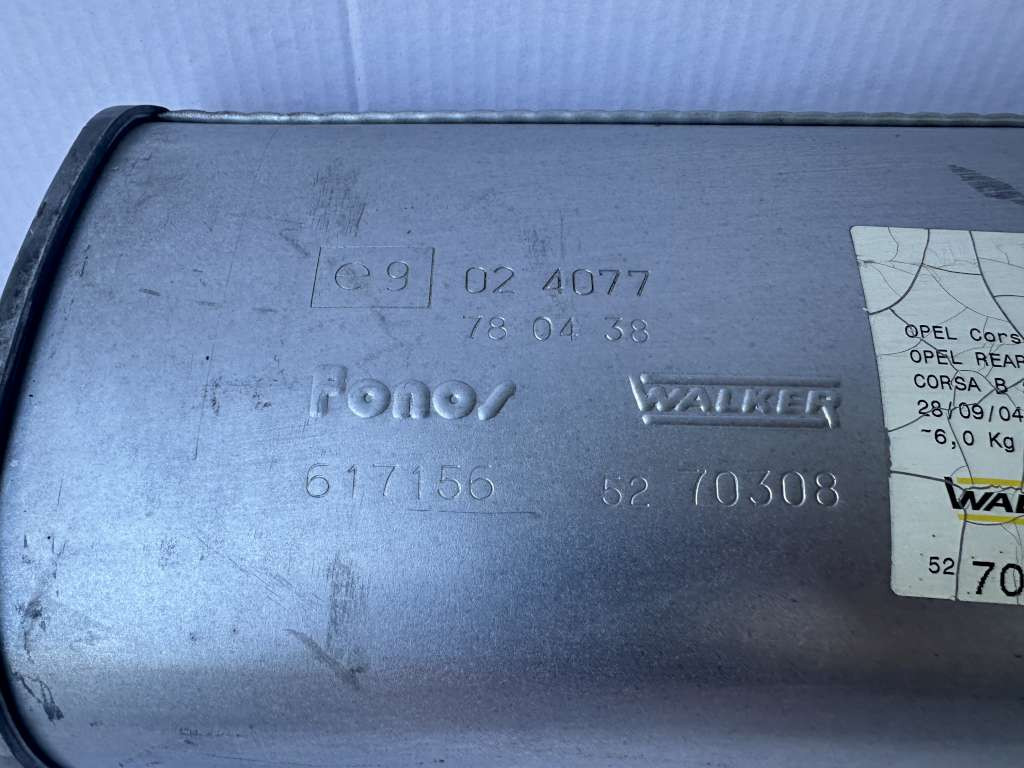 e9 02 4077
78 04 38
Fonos WALKER
617156 52 70308
OPEL Cors
OPEL REAR
CORSA B
28/09/04
~6,0 Kg
WAL
52 70